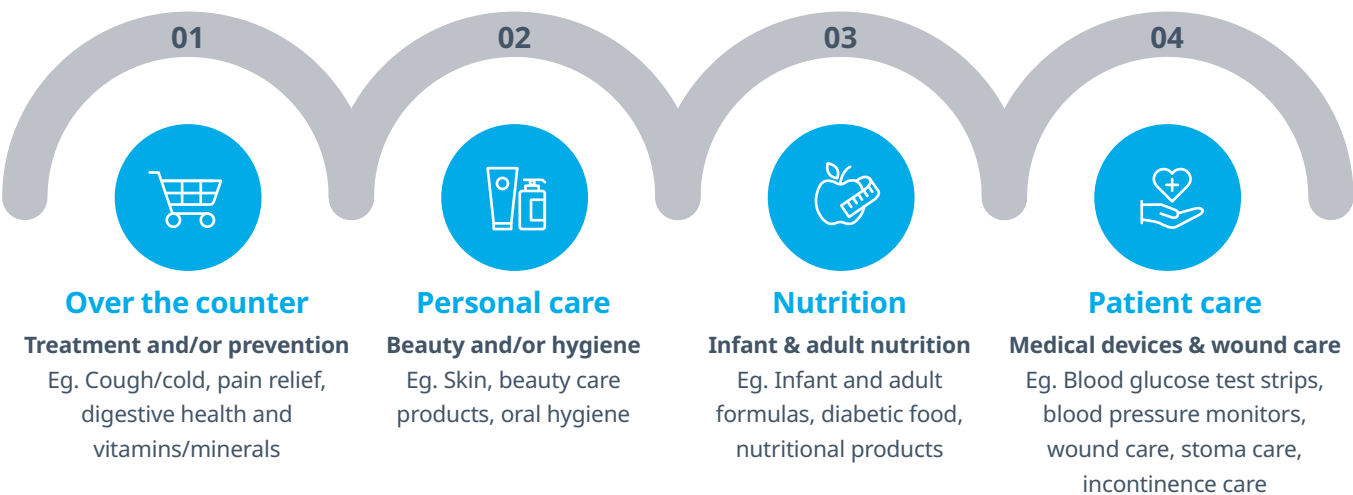 01
02
03
04
Over the counter
Treatment and/or prevention
Eg. Cough/cold, pain relief,
digestive health and
vitamins/minerals
Personal care
Beauty and/or hygiene
Eg. Skin, beauty care
products, oral hygiene
Nutrition
Infant & adult nutrition
Eg. Infant and adult
formulas, diabetic food,
nutritional products
Patient care
Medical devices & wound care
Eg. Blood glucose test strips,
blood pressure monitors,
wound care, stoma care,
incontinence care